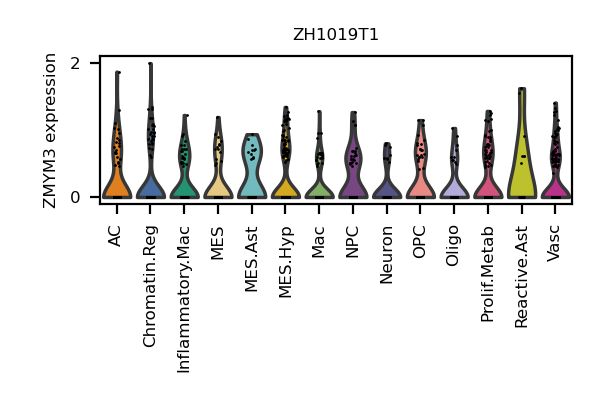 ZH1019T1
ZMYM3 expression
2
0
AC
Chromatin.Reg
Inflammatory.Mac
MES
MES.Ast
MES.Hyp
Mac
NPC
Neuron
OPC
Oligo
Prolif.Metab
Reactive.Ast
Vasc